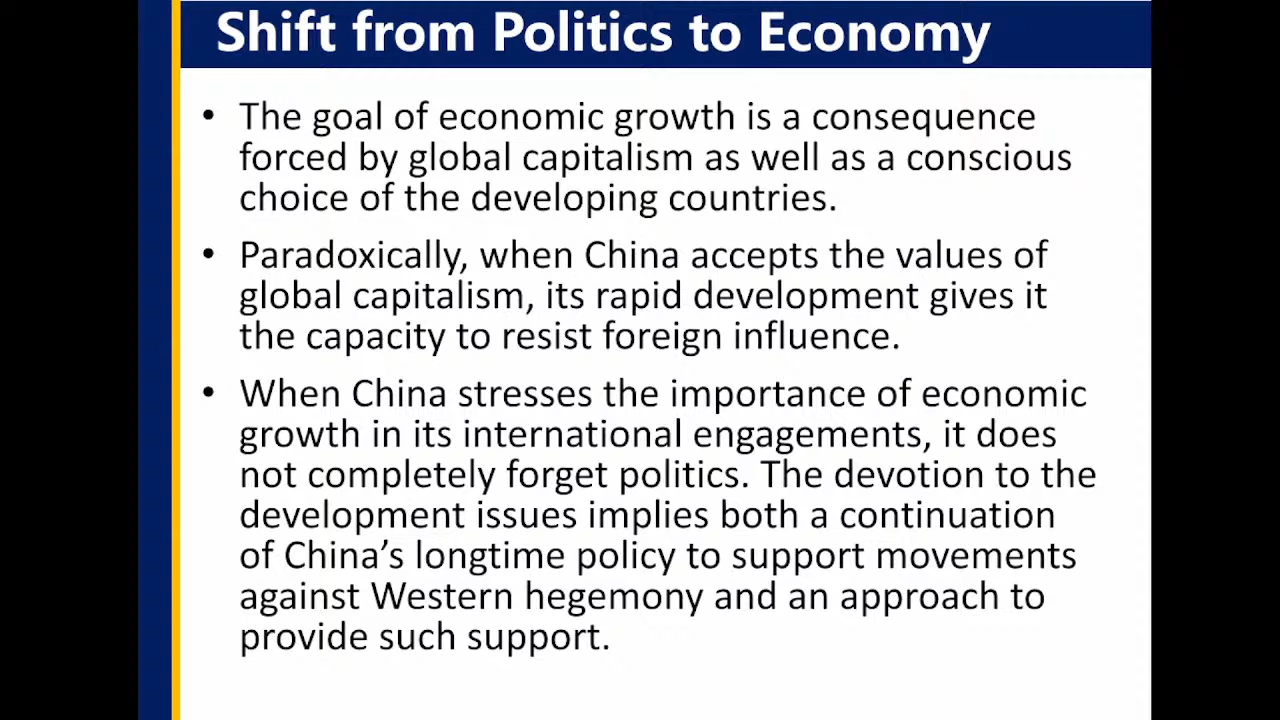 Shift from Politics to Economy
• The goal of economic growth is a consequence
forced by global capitalism as well as a conscious
choice of the developing countries.
• Paradoxically, when China accepts the values of
global capitalism, its rapid development gives it
the capacity to resist foreign influence.
• When China stresses the importance of economic
growth in its international engagements, it does
not completely forget politics. The devotion to the
development issues implies both a continuation
of China’s longtime policy to support movements
against Western hegemony and an approach to
provide such support.